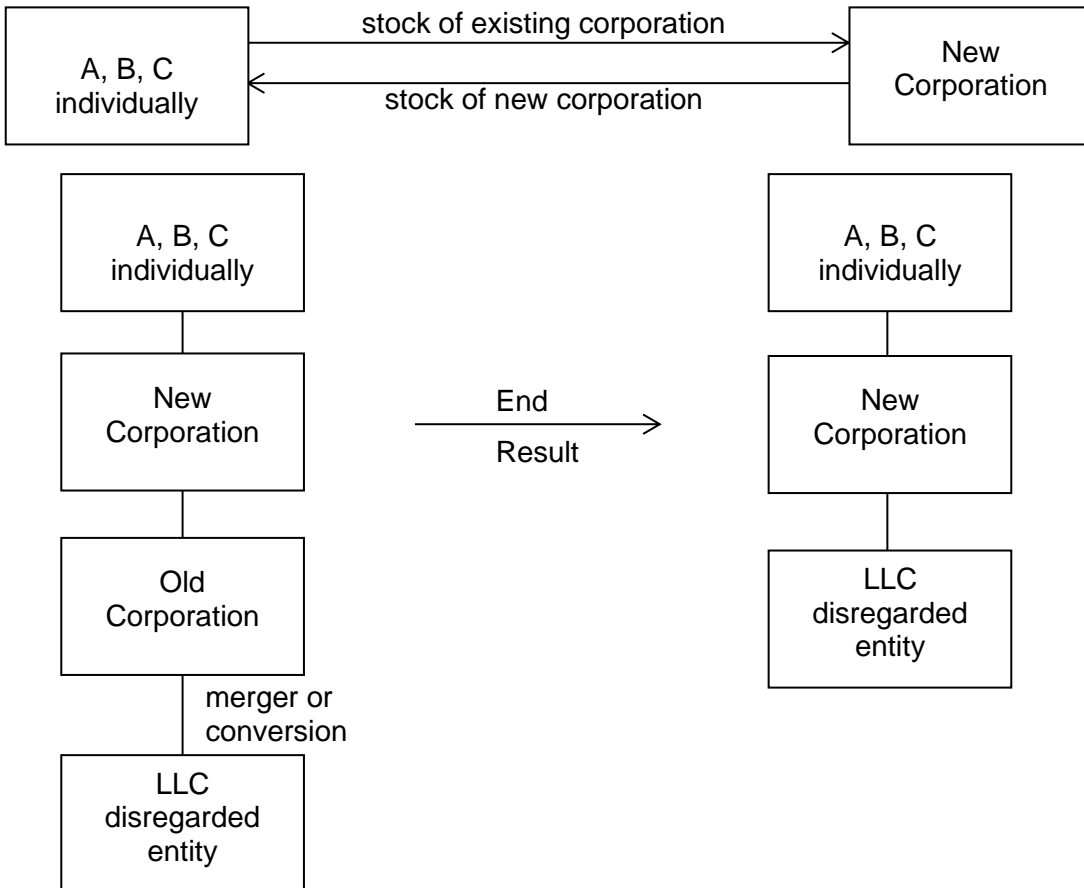 stock of existing corporation
A, B, C
individually
New
Corporation
stock of new corporation
A, B, C
individually
A, B, C
individually
New
Corporation
End
Result
New
Corporation
Old
Corporation
LLC
disregarded
entity
merger or
conversion
LLC
disregarded
entity